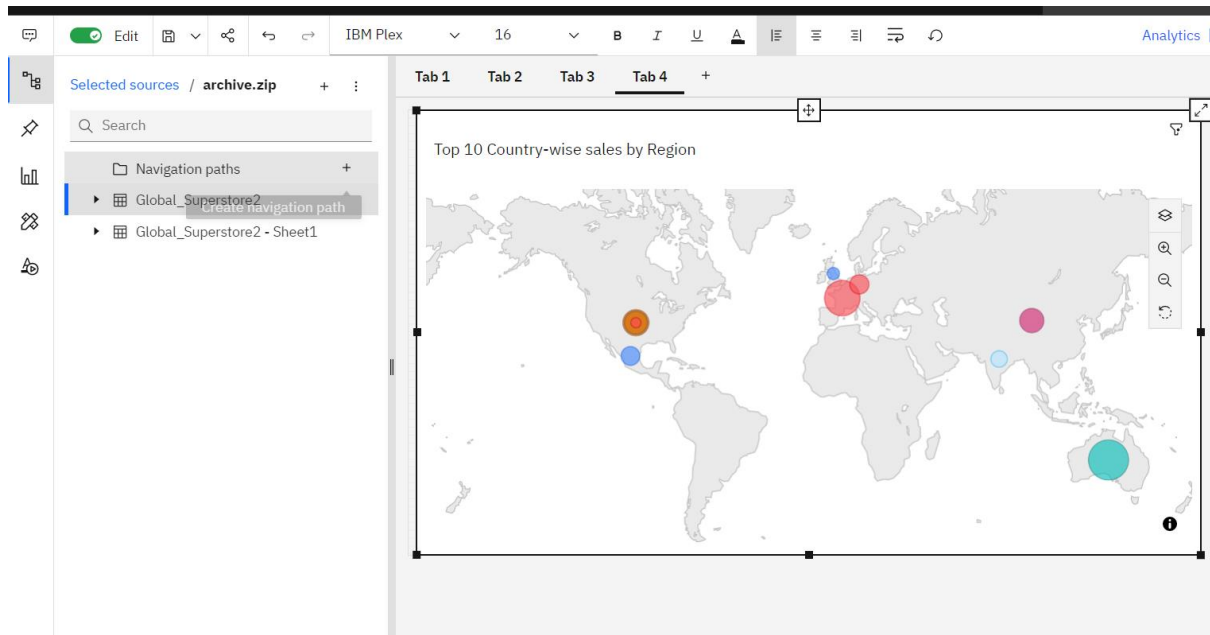 Edit IBM Plex 16 B I U A Analytics
Selected sources / archive.zip + ⋮
Search
Navigation paths +
Global_Superstore2
Create navigation path
Global_Superstore2 - Sheet1
Tab 1 Tab 2 Tab 3 Tab 4 +
Top 10 Country-wise sales by Region